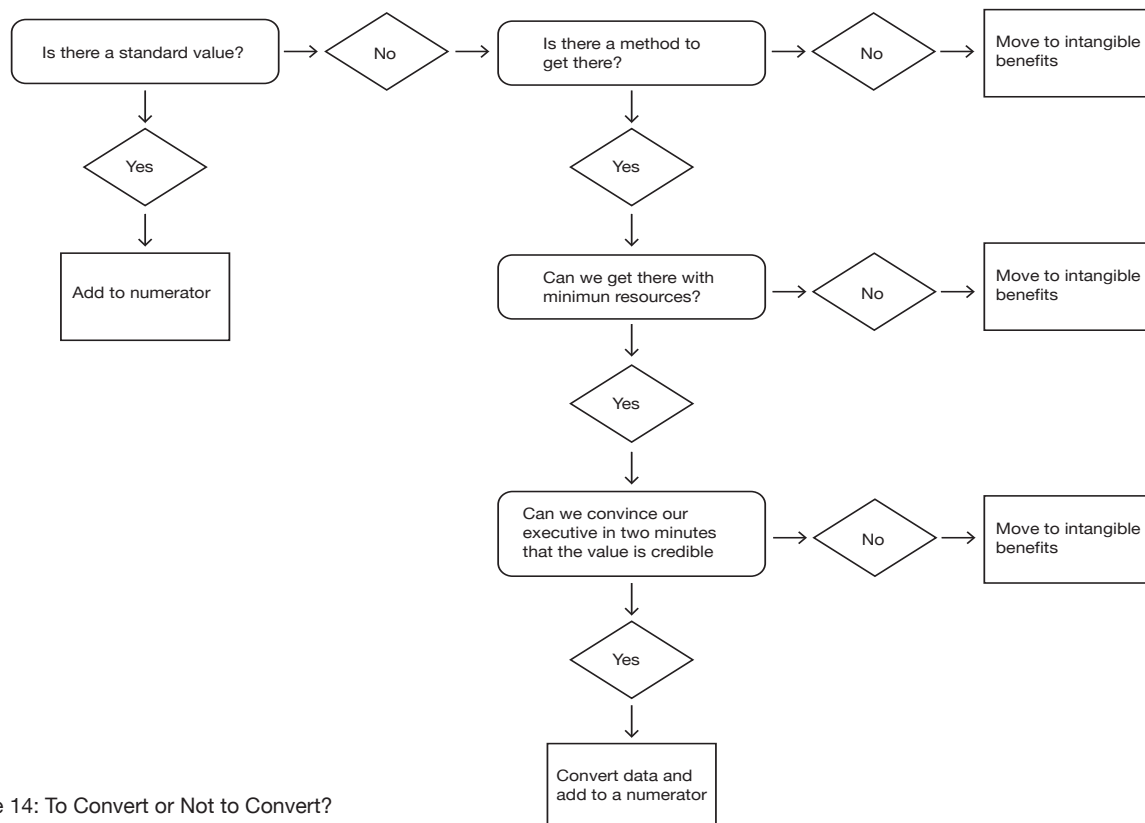 Is there a standard value?
No
Is there a method to
get there?
No
Move to intangible
benefits
Yes
Yes
Add to numerator
Can we get there with
minimun resources?
No
Move to intangible
benefits
Yes
Can we convince our
executive in two minutes
that the value is credible
No
Move to intangible
benefits
Yes
Convert data and
add to a numerator
14: To Convert or Not to Convert?